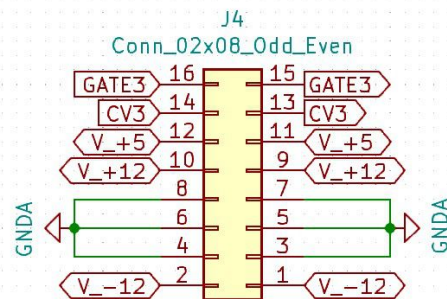 J4
Conn_02x08_Odd_Even
GATE3 16 15 GATE3
CV3 14 13 CV3
V_+5 12 11 V_+5
V_+12 10 9 V_+12
8 7
GNDA 6 5 GNDA
4 3
V_-12 2 1 V_-12